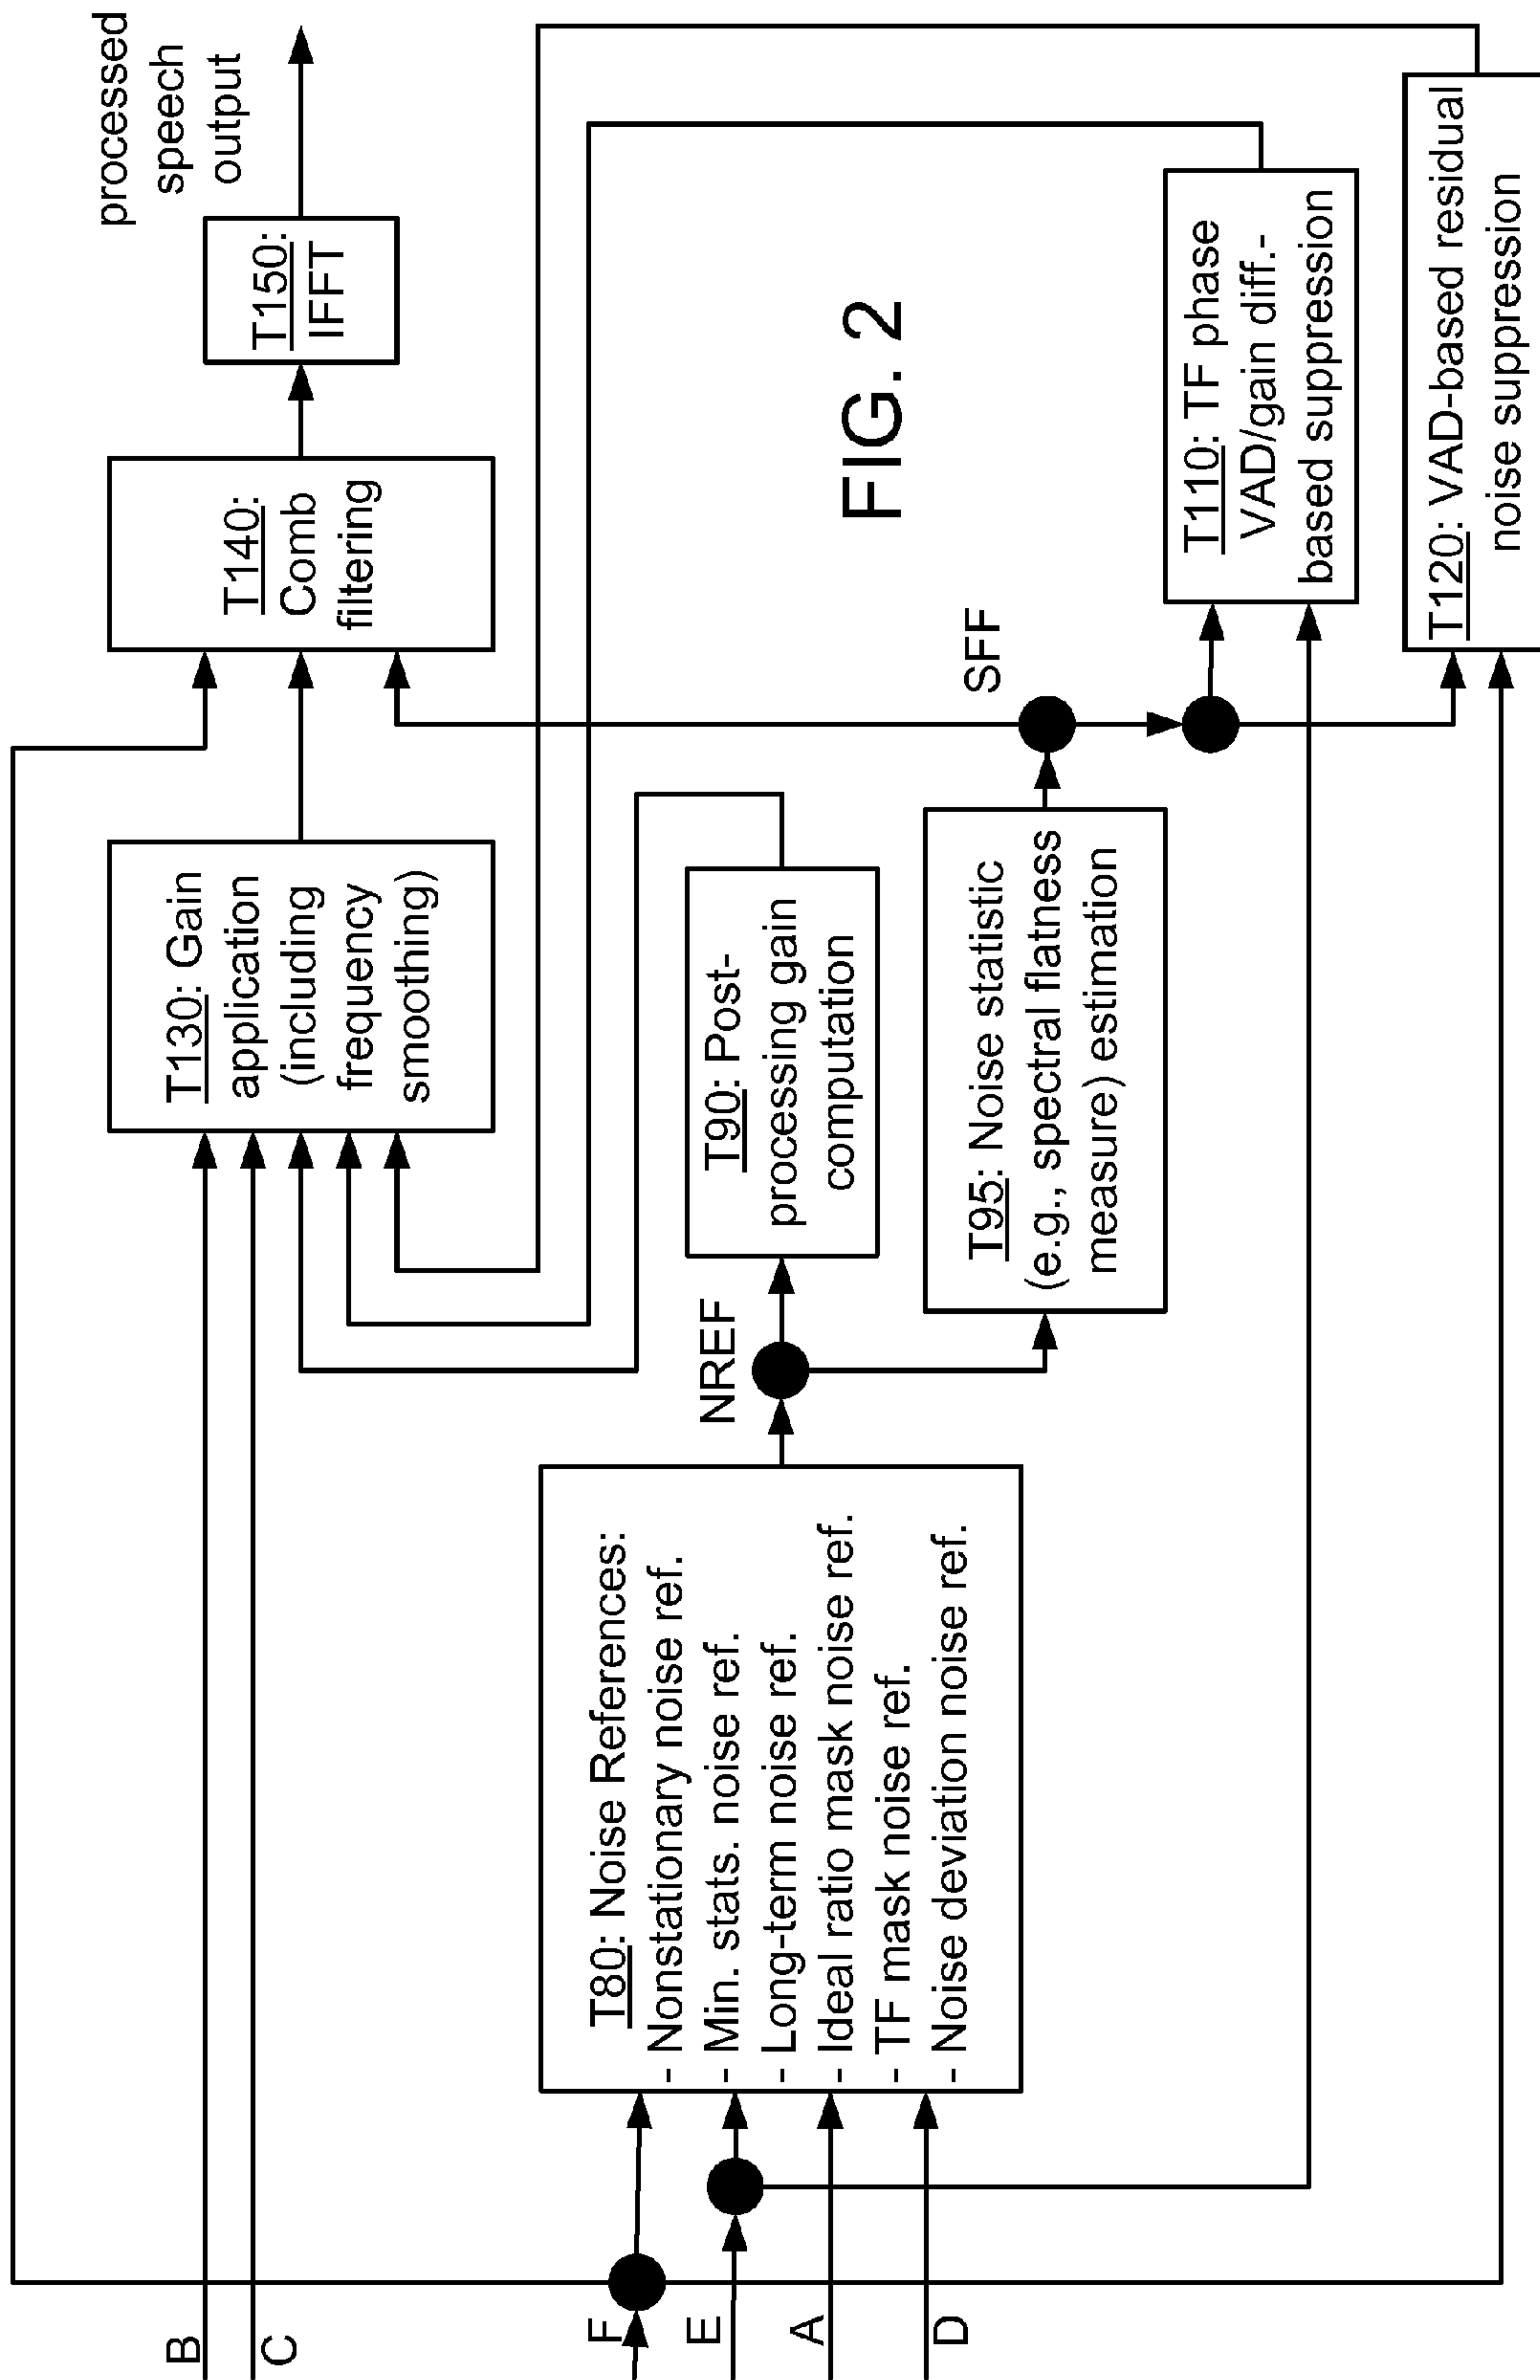 B
C
F
E
A
D
T80: Noise References:
- Nonstationary noise ref.
- Min. stats. noise ref.
- Long-term noise ref.
- Ideal ratio mask noise ref.
- TF mask noise ref.
- Noise deviation noise ref.
NREF
T130: Gain
application
(including
frequency
smoothing)
T90: Post-
processing gain
computation
T95: Noise statistic
(e.g., spectral flatness
measure) estimation
SFF
T140:
Comb
filtering
T150:
IFFT
processed
speech
output
FIG. 2
T110: TF phase
VAD/gain diff.-
based suppression
T120: VAD-based residual
noise suppression